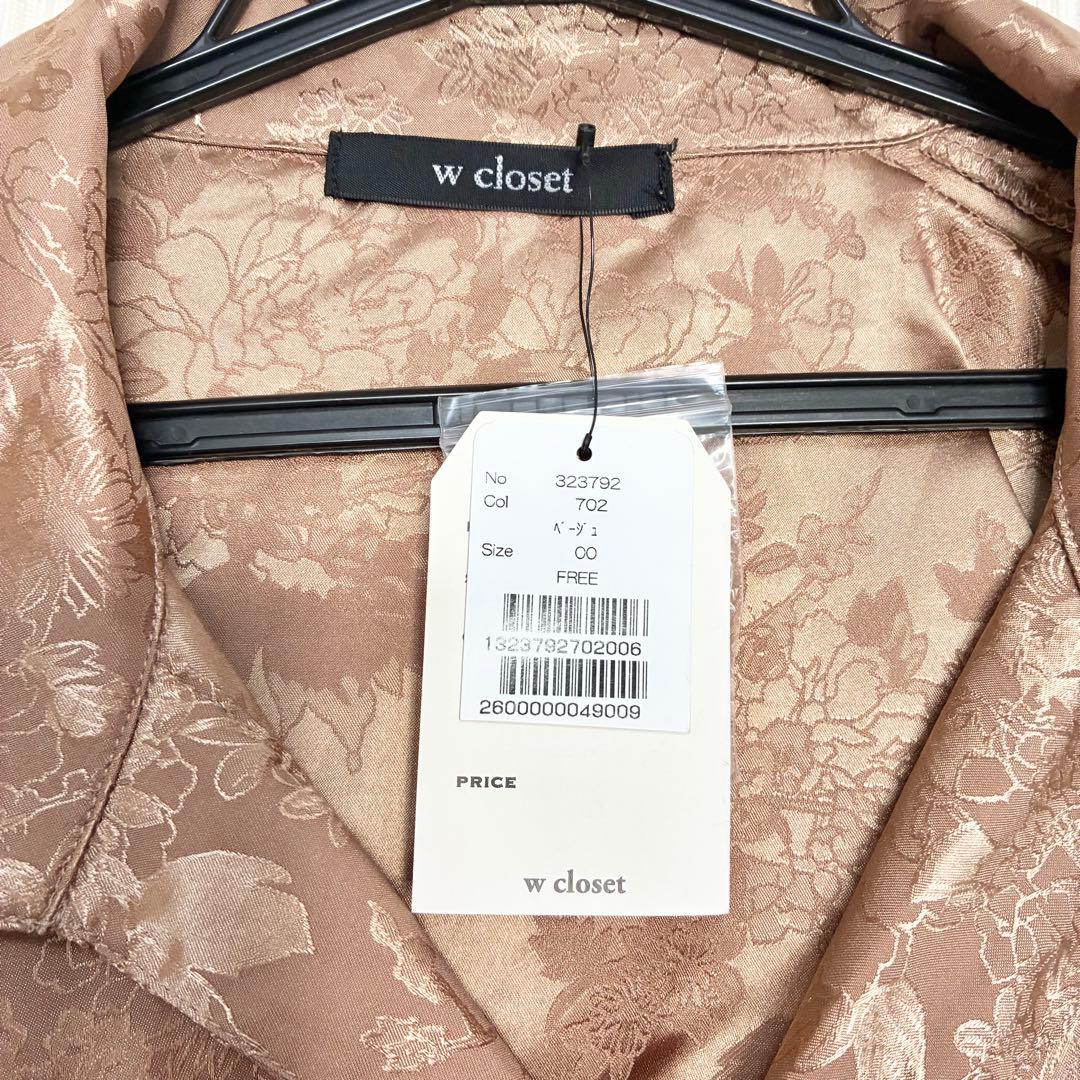 w closet
No 323792
Col 702
ﾍﾞｰｼﾞｭ
Size 00
FREE
1323792702006
2600000049009
PRICE
w closet